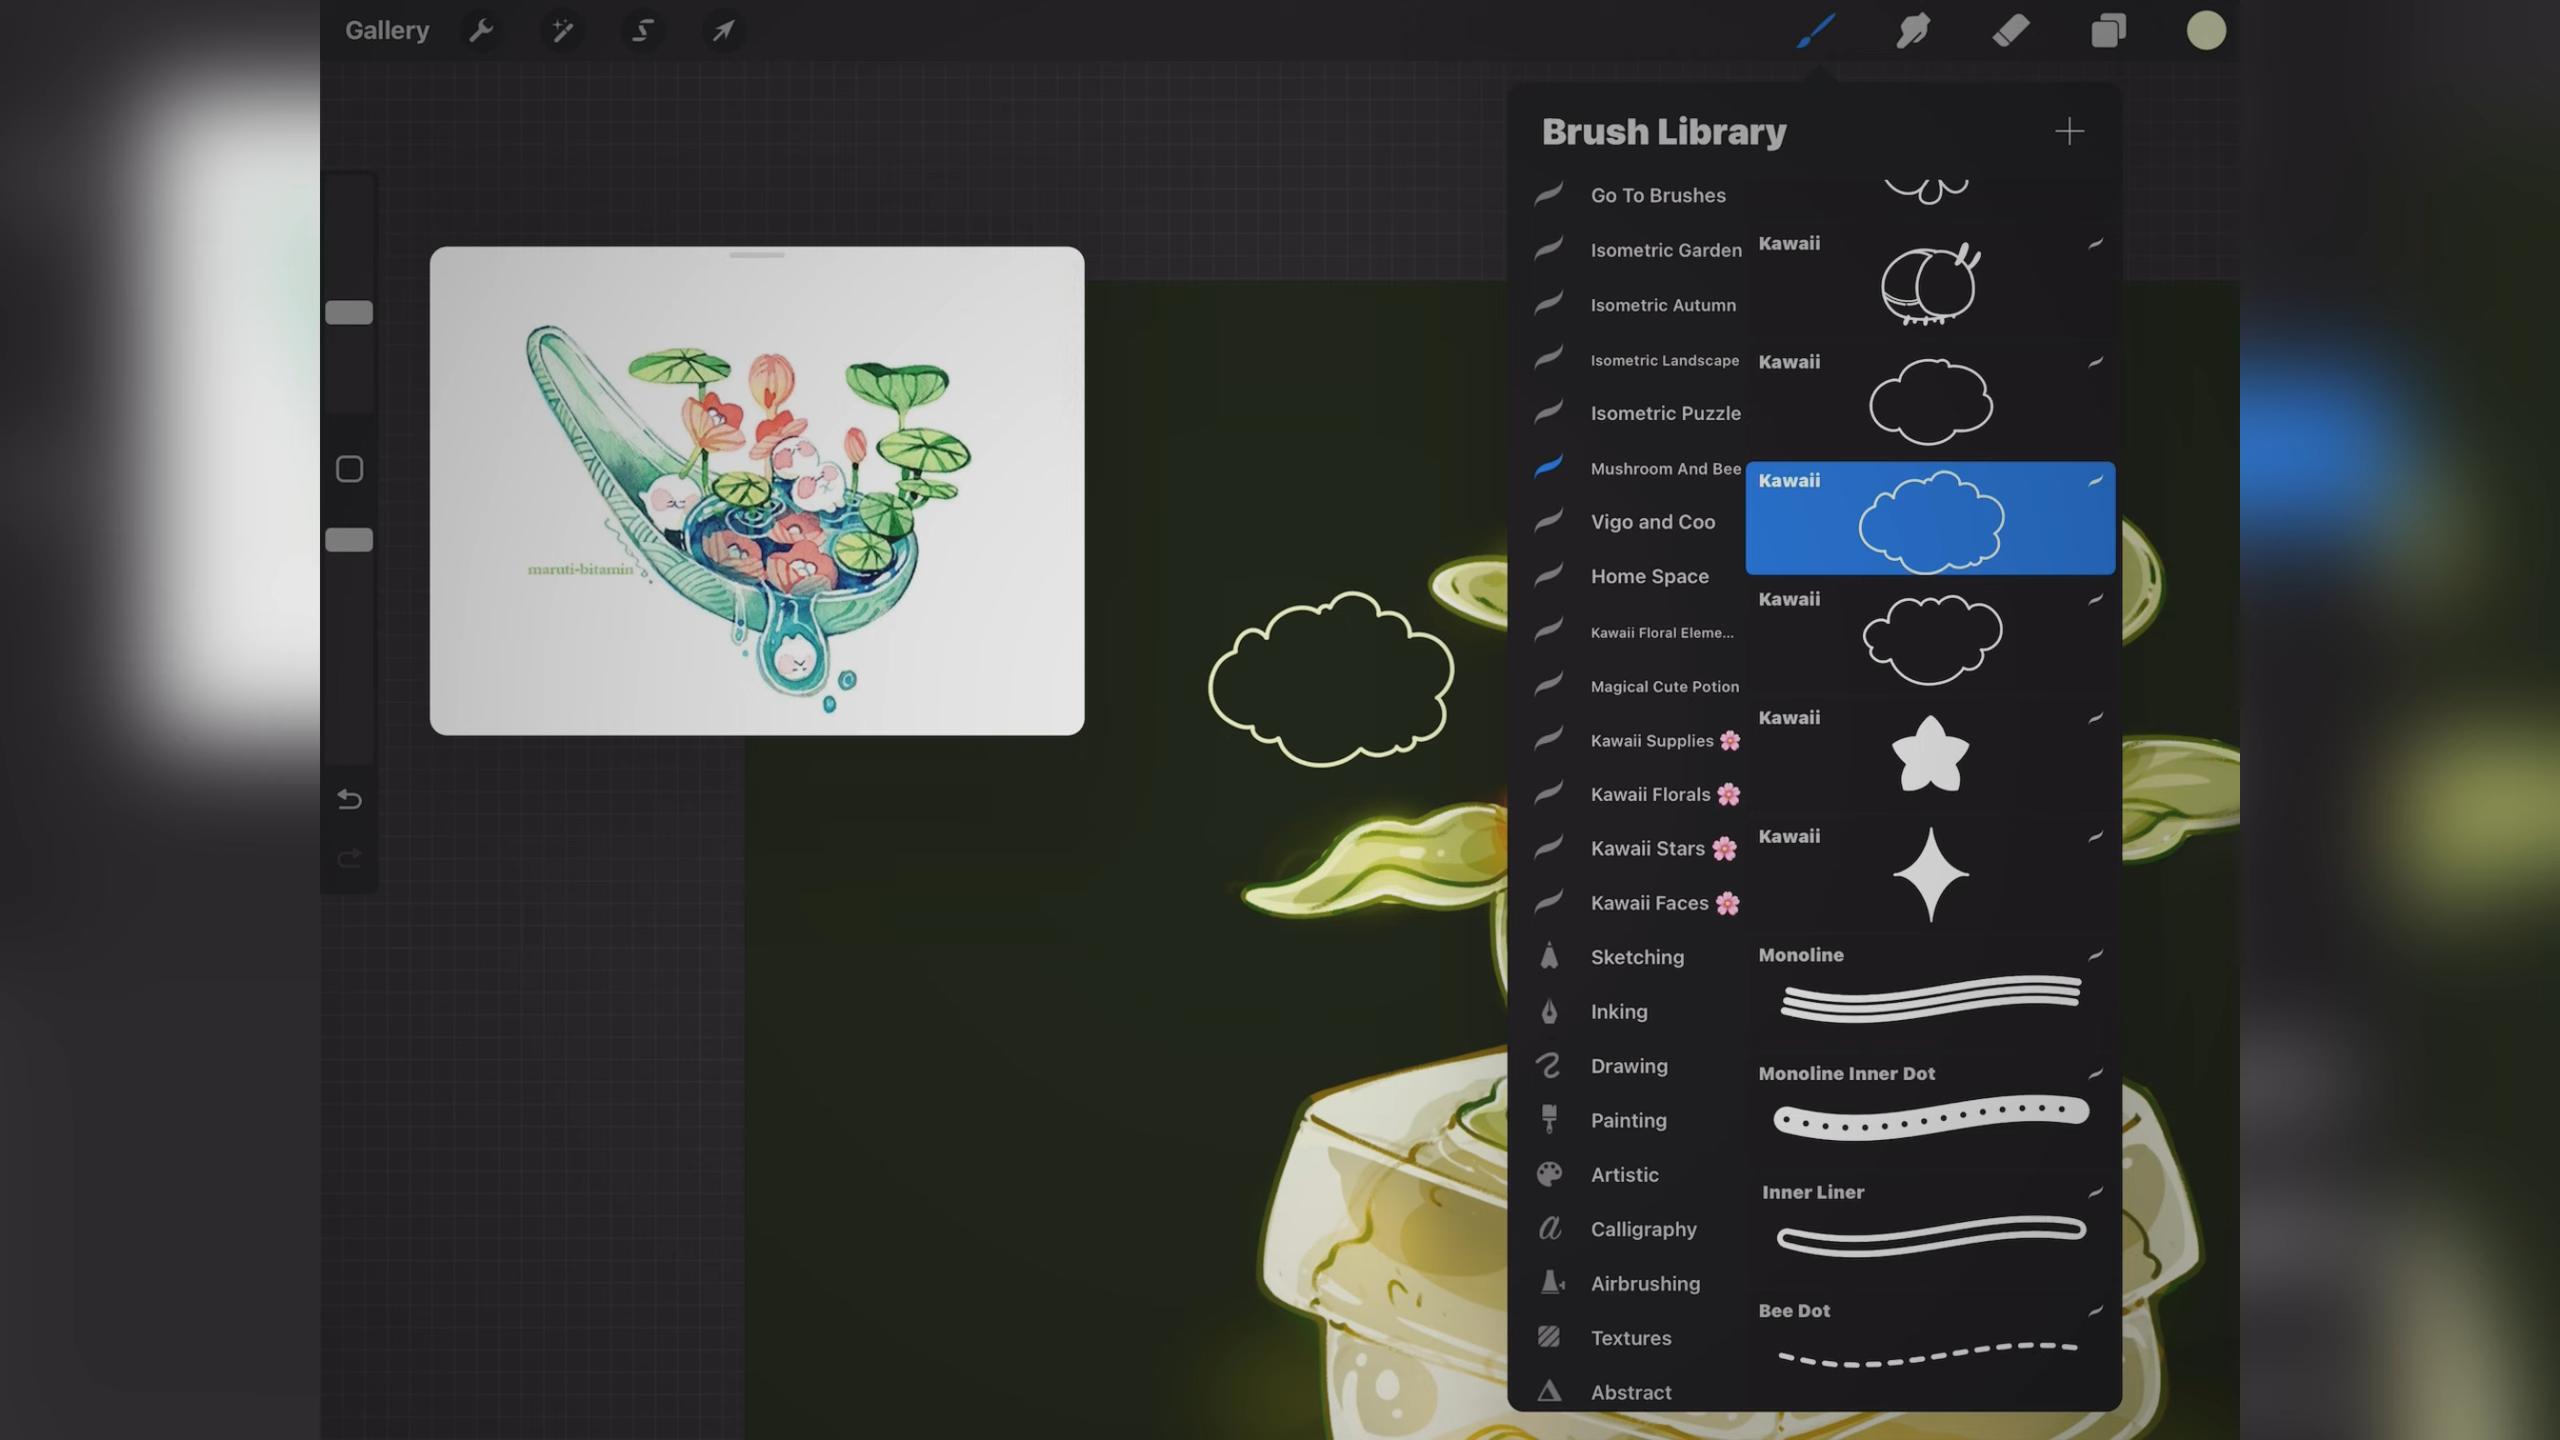 Gallery
Brush Library
Go To Brushes
Isometric Garden
Isometric Autumn
Isometric Landscape
Isometric Puzzle
Mushroom And Bee
Vigo and Coo
Home Space
Kawaii Floral Eleme...
Magical Cute Potion
Kawaii Supplies 🌸
Kawaii Florals 🌸
Kawaii Stars 🌸
Kawaii Faces 🌸
Sketching
Inking
Drawing
Painting
Artistic
Calligraphy
Airbrushing
Textures
Abstract
Kawaii
Kawaii
Kawaii
Kawaii
Kawaii
Kawaii
Monoline
Monoline Inner Dot
Inner Liner
Bee Dot
maruti-bitamin